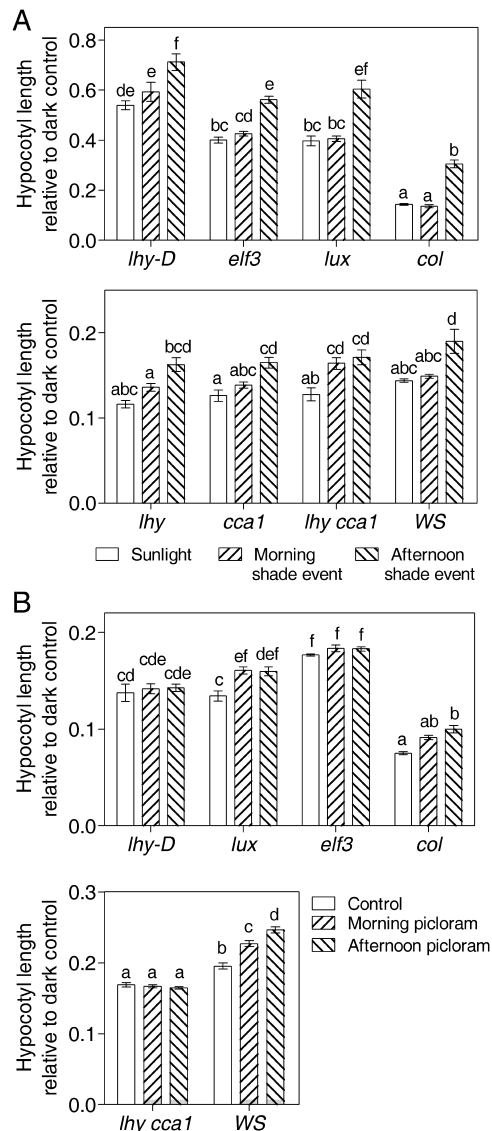 A
Hypocotyl length
relative to dark control
0.8
0.6
0.4
0.2
0.0
de e f
bc cd e
bc bc ef
a a b
lhy-D elf3 lux col
Hypocotyl length
relative to dark control
0.2
0.1
0.0
abc a bcd
a abc cd
ab cd cd
abc abc d
lhy cca1 lhy cca1 WS
Sunlight
Morning
shade event
Afternoon
shade event
B
Hypocotyl length
relative to dark control
0.2
0.1
0.0
cd cde cde
c ef def
f f f
a ab b
lhy-D lux elf3 col
Hypocotyl length
relative to dark control
0.3
0.2
0.1
0.0
a a a
b c d
lhy cca1 WS
Control
Morning picloram
Afternoon picloram